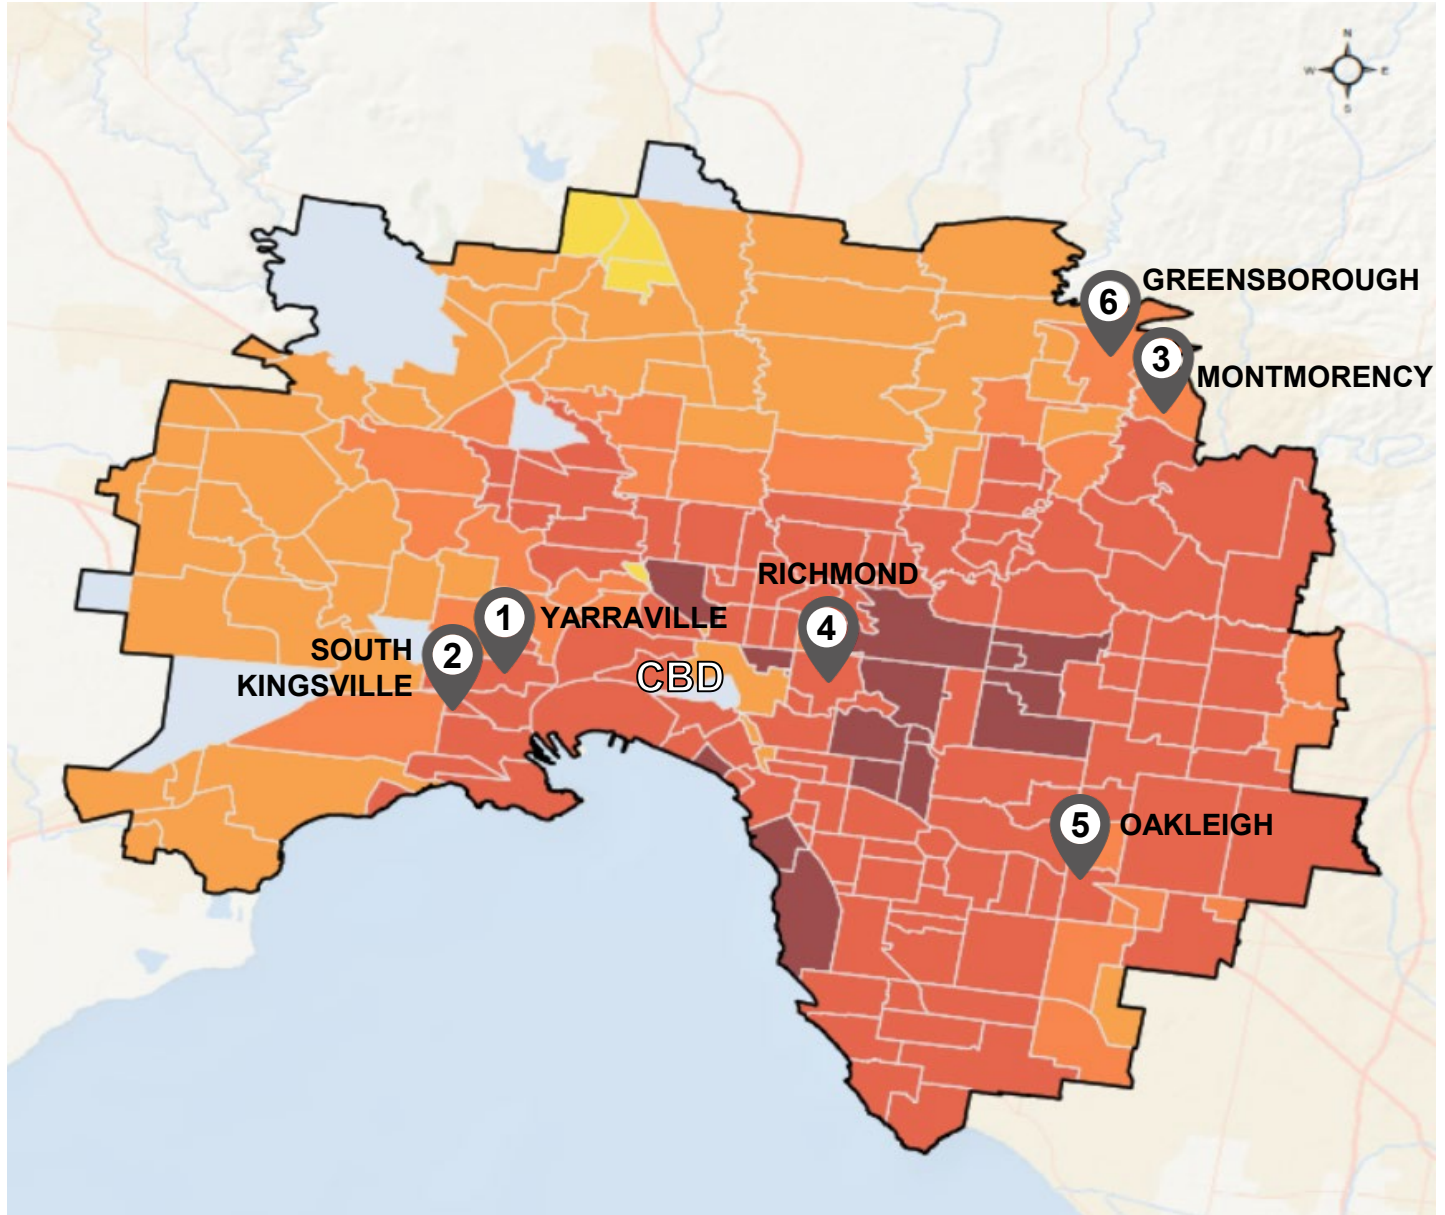 N
W
E
S
6
GREENSBOROUGH
3
MONTMORENCY
RICHMOND
4
1
YARRAVILLE
SOUTH
KINGSVILLE
2
CBD
5
OAKLEIGH